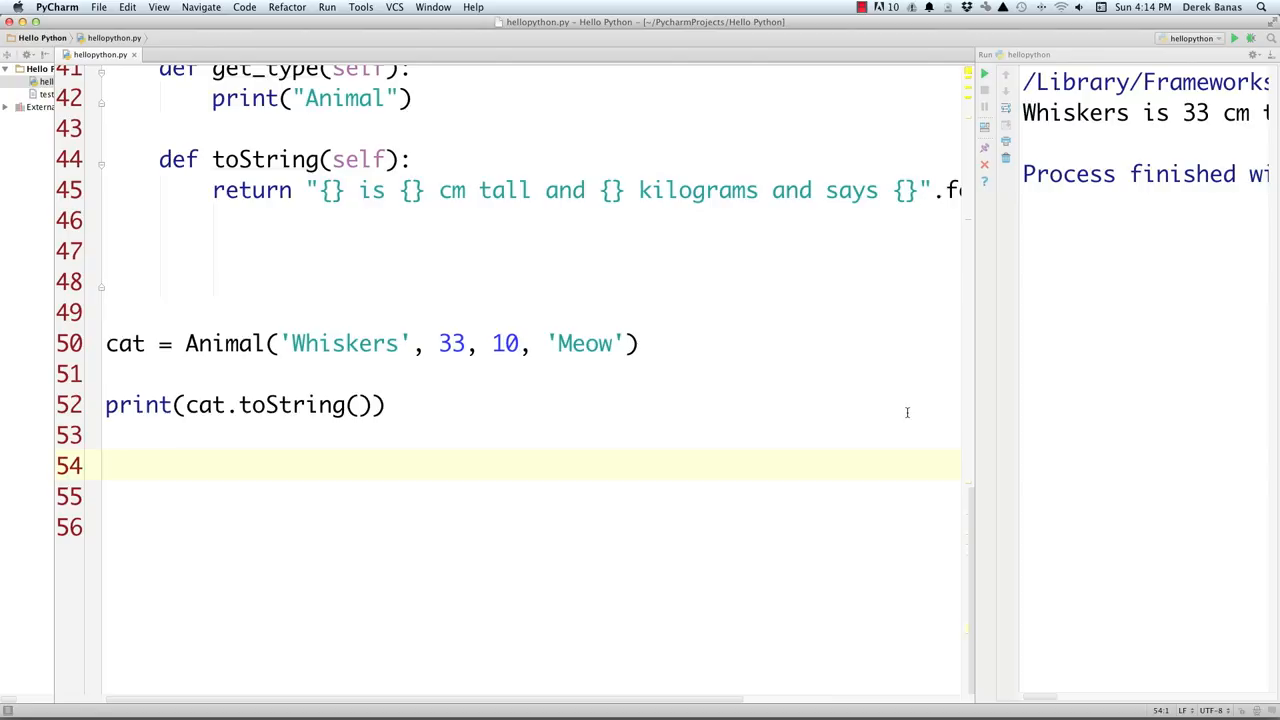 PyCharm File Edit View Navigate Code Refactor Run Tools VCS Window Help 10 Sun 4:14 PM Derek Banas
hellopython.py - Hello Python - [~/PycharmProjects/Hello Python]
Hello Python hellopython.py hellopython
hellopython.py Run hellopython
Hello P
hell
test
Externa
41 def get_type(self):
42 print("Animal")
43
44 def toString(self):
45 return "{} is {} cm tall and {} kilograms and says {}".fo
46
47
48
49
50 cat = Animal('Whiskers', 33, 10, 'Meow')
51
52 print(cat.toString())
53
54
55
56
/Library/Frameworks
Whiskers is 33 cm t
Process finished wi
54:1 LF UTF-8